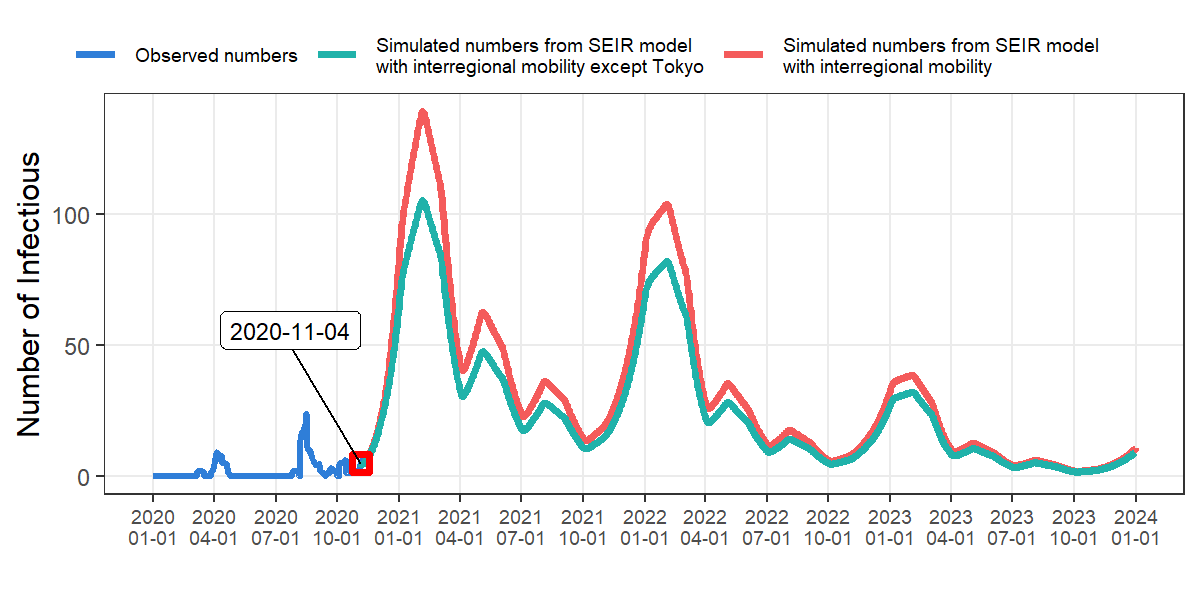 Observed numbers
Simulated numbers from SEIR model
with interregional mobility except Tokyo
Simulated numbers from SEIR model
with interregional mobility
Number of Infectious
100
50
0
2020-11-04
2020 2020 2020 2020 2021 2021 2021 2021 2022 2022 2022 2022 2023 2023 2023 2023 2024
01-01 04-01 07-01 10-01 01-01 04-01 07-01 10-01 01-01 04-01 07-01 10-01 01-01 04-01 07-01 10-01 01-01